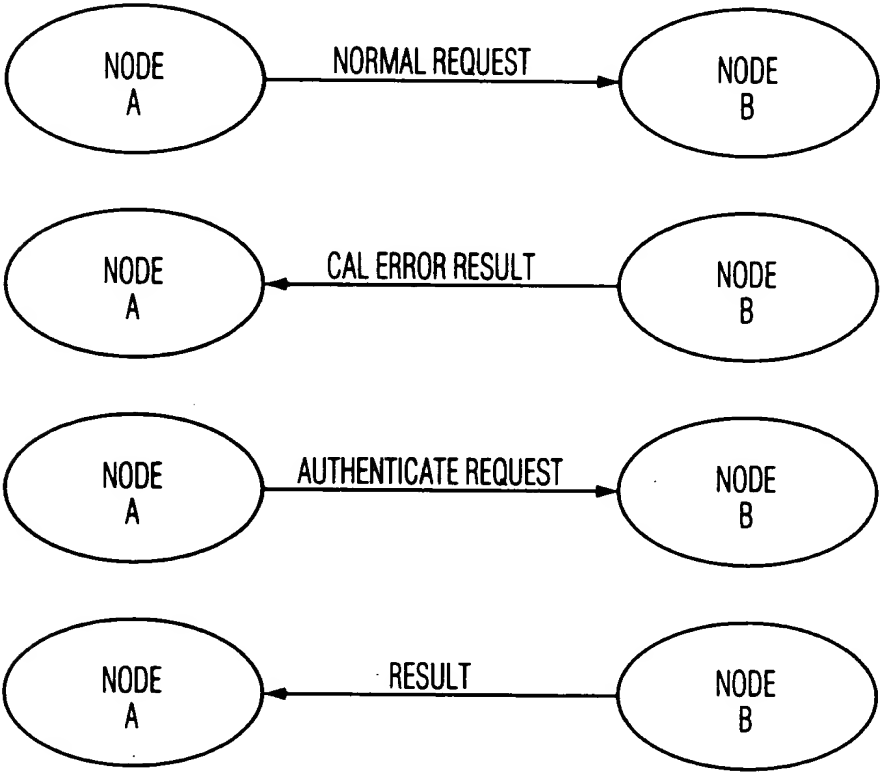 NODE
A
NORMAL REQUEST
NODE
B
NODE
A
CAL ERROR RESULT
NODE
B
NODE
A
AUTHENTICATE REQUEST
NODE
B
NODE
A
RESULT
NODE
B